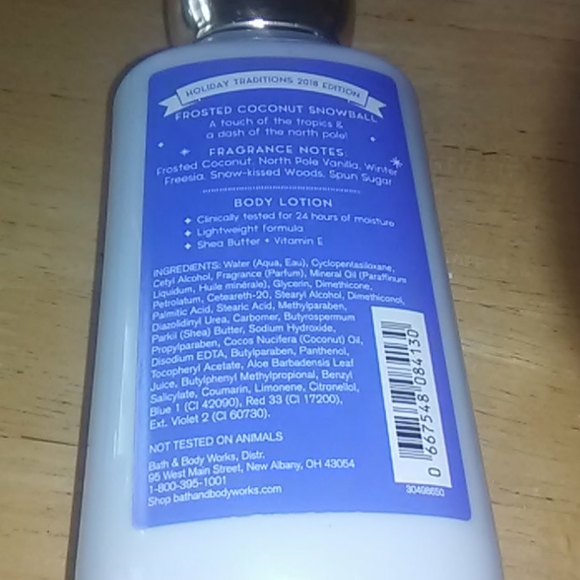 HOLIDAY TRADITIONS 2018 EDITION
FROSTED COCONUT SNOWBALL
A touch of the tropics &
a dash of the north pole!
FRAGRANCE NOTES:
Frosted Coconut, North Pole Vanilla, Winter
Freesia, Snow-kissed Woods, Spun Sugar
BODY LOTION
Clinically tested for 24 hours of moisture
Lightweight formula
Shea Butter • Vitamin E
INGREDIENTS: Water (Aqua, Eau), Cyclopentasiloxane,
Cetyl Alcohol, Fragrance (Parfum), Mineral Oil (Paraffinum
Liquidum, Huile minérale), Glycerin, Dimethicone,
Petrolatum, Ceteareth-20, Stearyl Alcohol, Dimethiconol,
Palmitic Acid, Stearic Acid, Methylparaben,
Diazolidinyl Urea, Carbomer, Butyrospermum
Parkii (Shea) Butter, Sodium Hydroxide,
Propylparaben, Cocos Nucifera (Coconut) Oil,
Disodium EDTA, Butylparaben, Panthenol,
Tocopheryl Acetate, Aloe Barbadensis Leaf
Juice, Butylphenyl Methylpropional, Benzyl
Salicylate, Coumarin, Limonene, Citronellol,
Blue 1 (CI 42090), Red 33 (CI 17200),
Ext. Violet 2 (CI 60730).
NOT TESTED ON ANIMALS
Bath & Body Works, Distr.
95 West Main Street, New Albany, OH 43054
1-800-395-1001
Shop bathandbodyworks.com
0 667548 084130
30498650